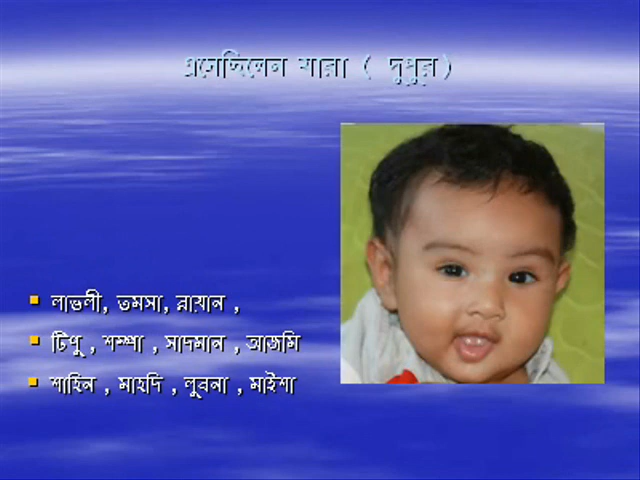 এসেছিলেন যারা ( দুপুর)
লাভলী, তমসা, রায়ান ,
টিপু , শম্পা , সাদমান , আজমি
শাহিন , মাহদি , লুবনা , মাইশা